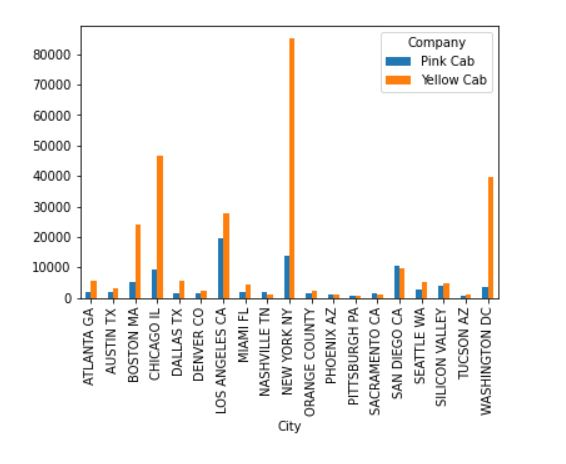 80000
70000
60000
50000
40000
30000
20000
10000
0
Company
Pink Cab
Yellow Cab
ATLANTA GA
AUSTIN TX
BOSTON MA
CHICAGO IL
DALLAS TX
DENVER CO
LOS ANGELES CA
MIAMI FL
NASHVILLE TN
NEW YORK NY
ORANGE COUNTY
PHOENIX AZ
PITTSBURGH PA
SACRAMENTO CA
SAN DIEGO CA
SEATTLE WA
SILICON VALLEY
TUCSON AZ
WASHINGTON DC
City